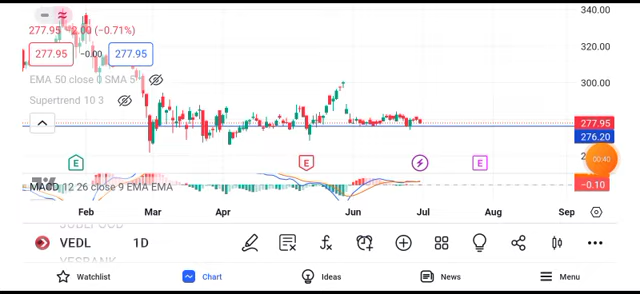 340.00
277.95 −2.00 (−0.71%)
320.00
277.95 −0.00 277.95
EMA 50 close 0 SMA 5
300.00
Supertrend 10 3
277.95
276.20
00:40
E E E
MACD 12 26 close 9 EMA EMA
−0.10
Feb Mar Apr Jun Jul Aug Sep
VEDL 1D
YESBANK
Watchlist Chart Ideas News Menu